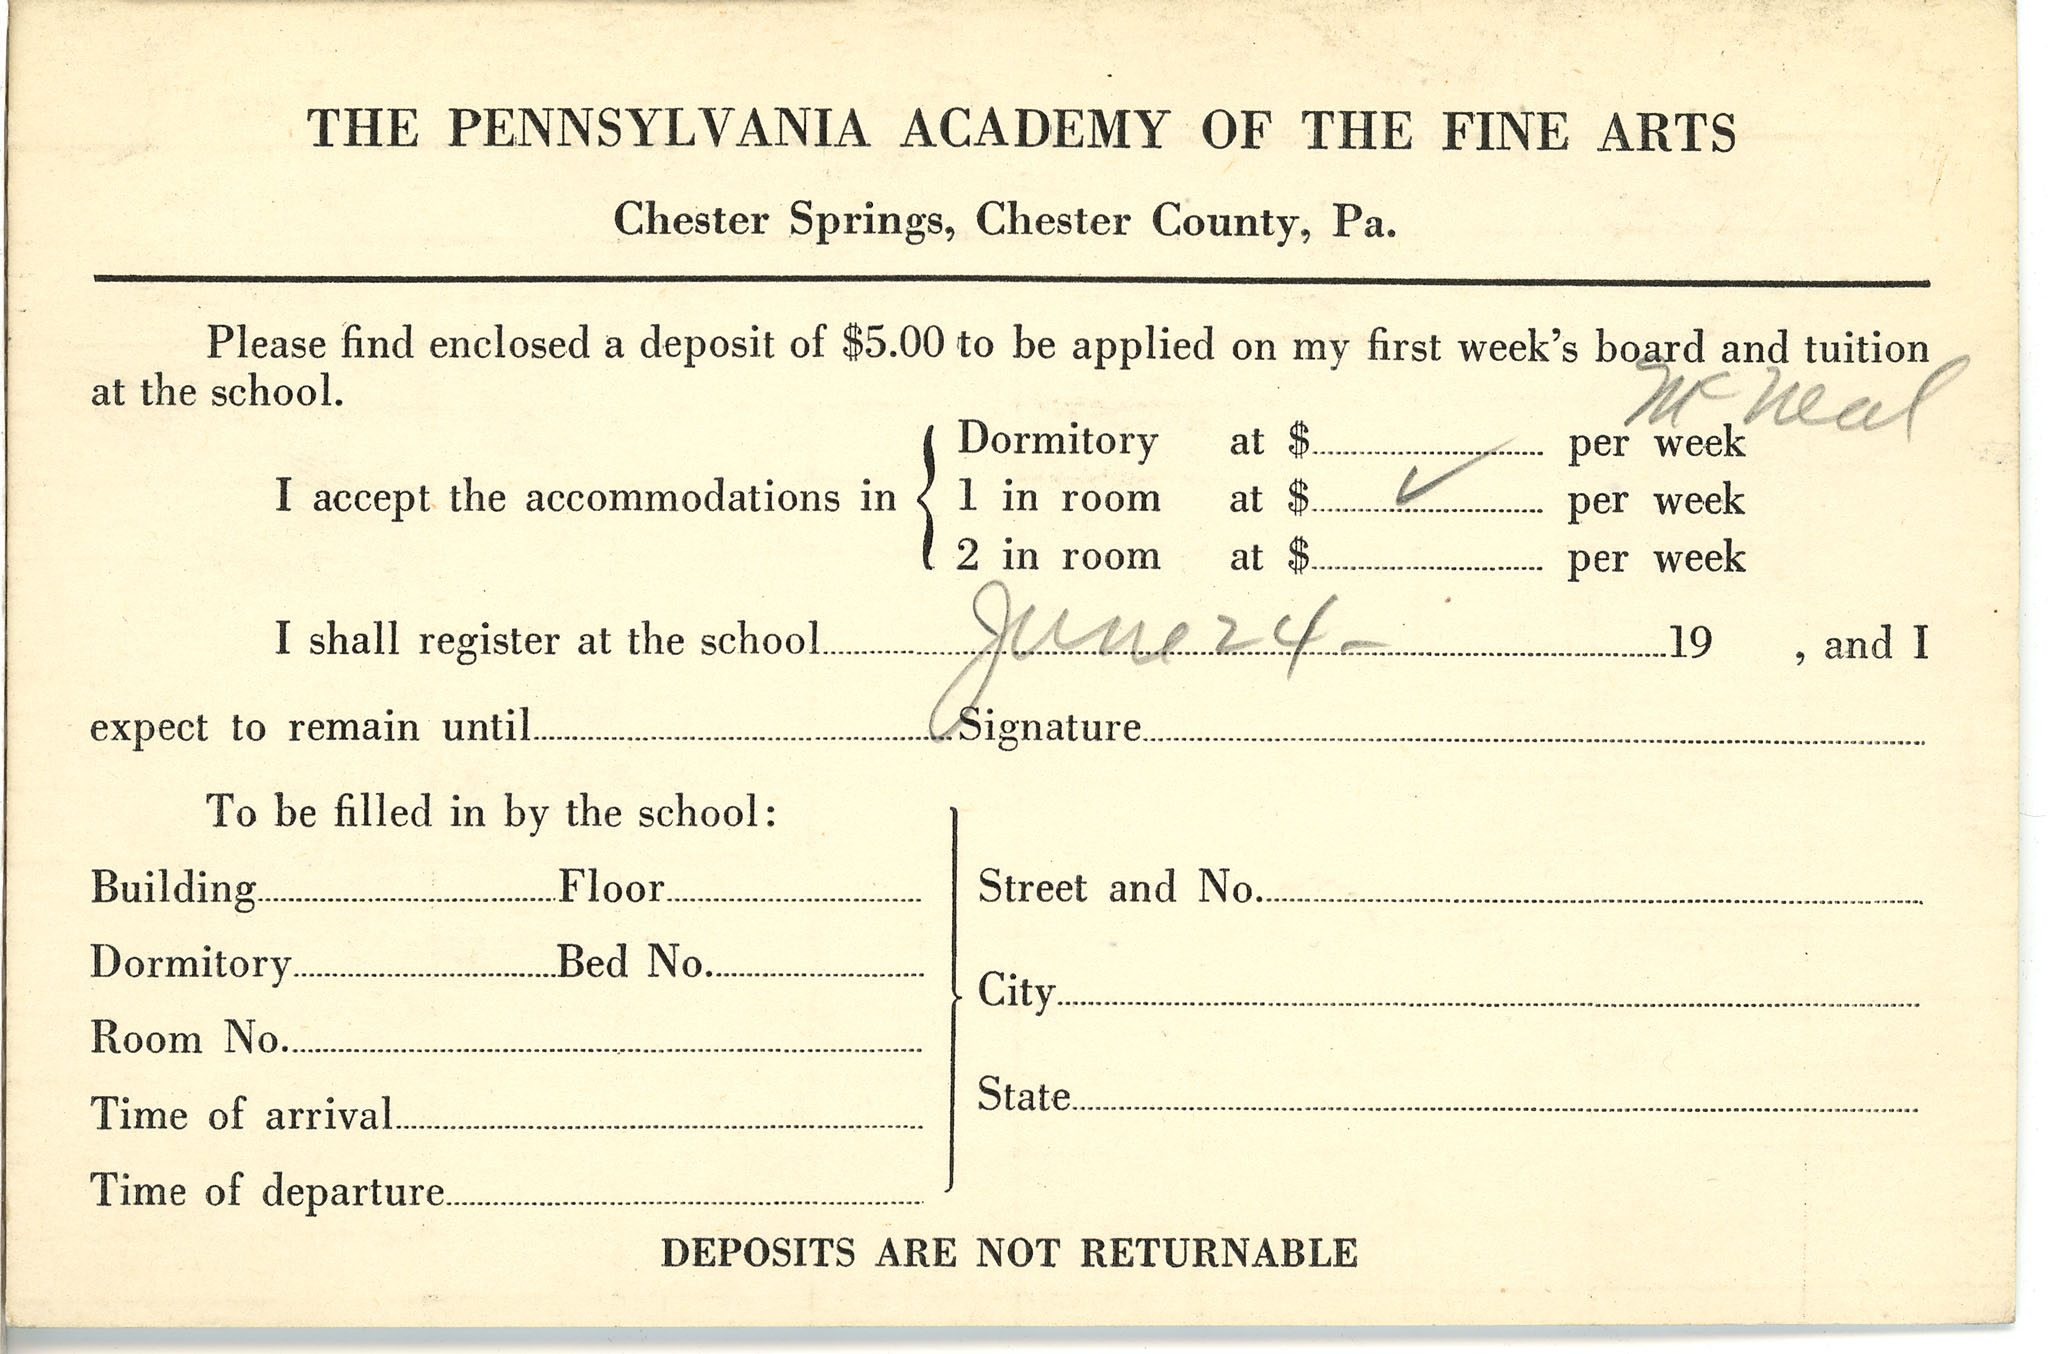 THE PENNSYLVANIA ACADEMY OF THE FINE ARTS
Chester Springs, Chester County, Pa.
Please find enclosed a deposit of $5.00 to be applied on my first week's board and tuition
at the school.
McNeal
Dormitory at $ per week
I accept the accommodations in { 1 in room at $ ✓ per week
2 in room at $ per week
I shall register at the school June 24 - 19 , and I
expect to remain until Signature
To be filled in by the school:
Building Floor
Dormitory Bed No.
Room No.
Time of arrival
Time of departure
Street and No.
City
State
DEPOSITS ARE NOT RETURNABLE